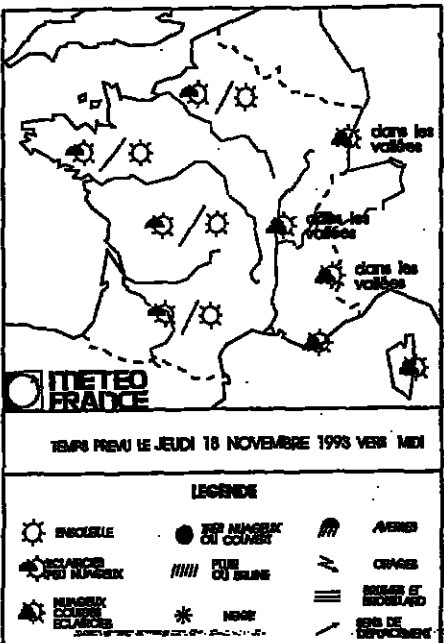 dans les
vallées
dans les
vallées
dans les
vallées
METEO
FRANCE
TEMPS PREVU LE JEUDI 18 NOVEMBRE 1993 VERS MIDI
LEGENDE
ENSOLEILLE
TRES NUAGEUX
OU COUVERT
AVERSES
ECLAIRCIES
PEU NUAGEUX
PLUIE
OU BRUINE
ORAGES
NUAGEUX
COURTES
ECLAIRCIES
NEIGE
BRUMES ET
BROUILLARD
SENS DE
DEPLACEMENT